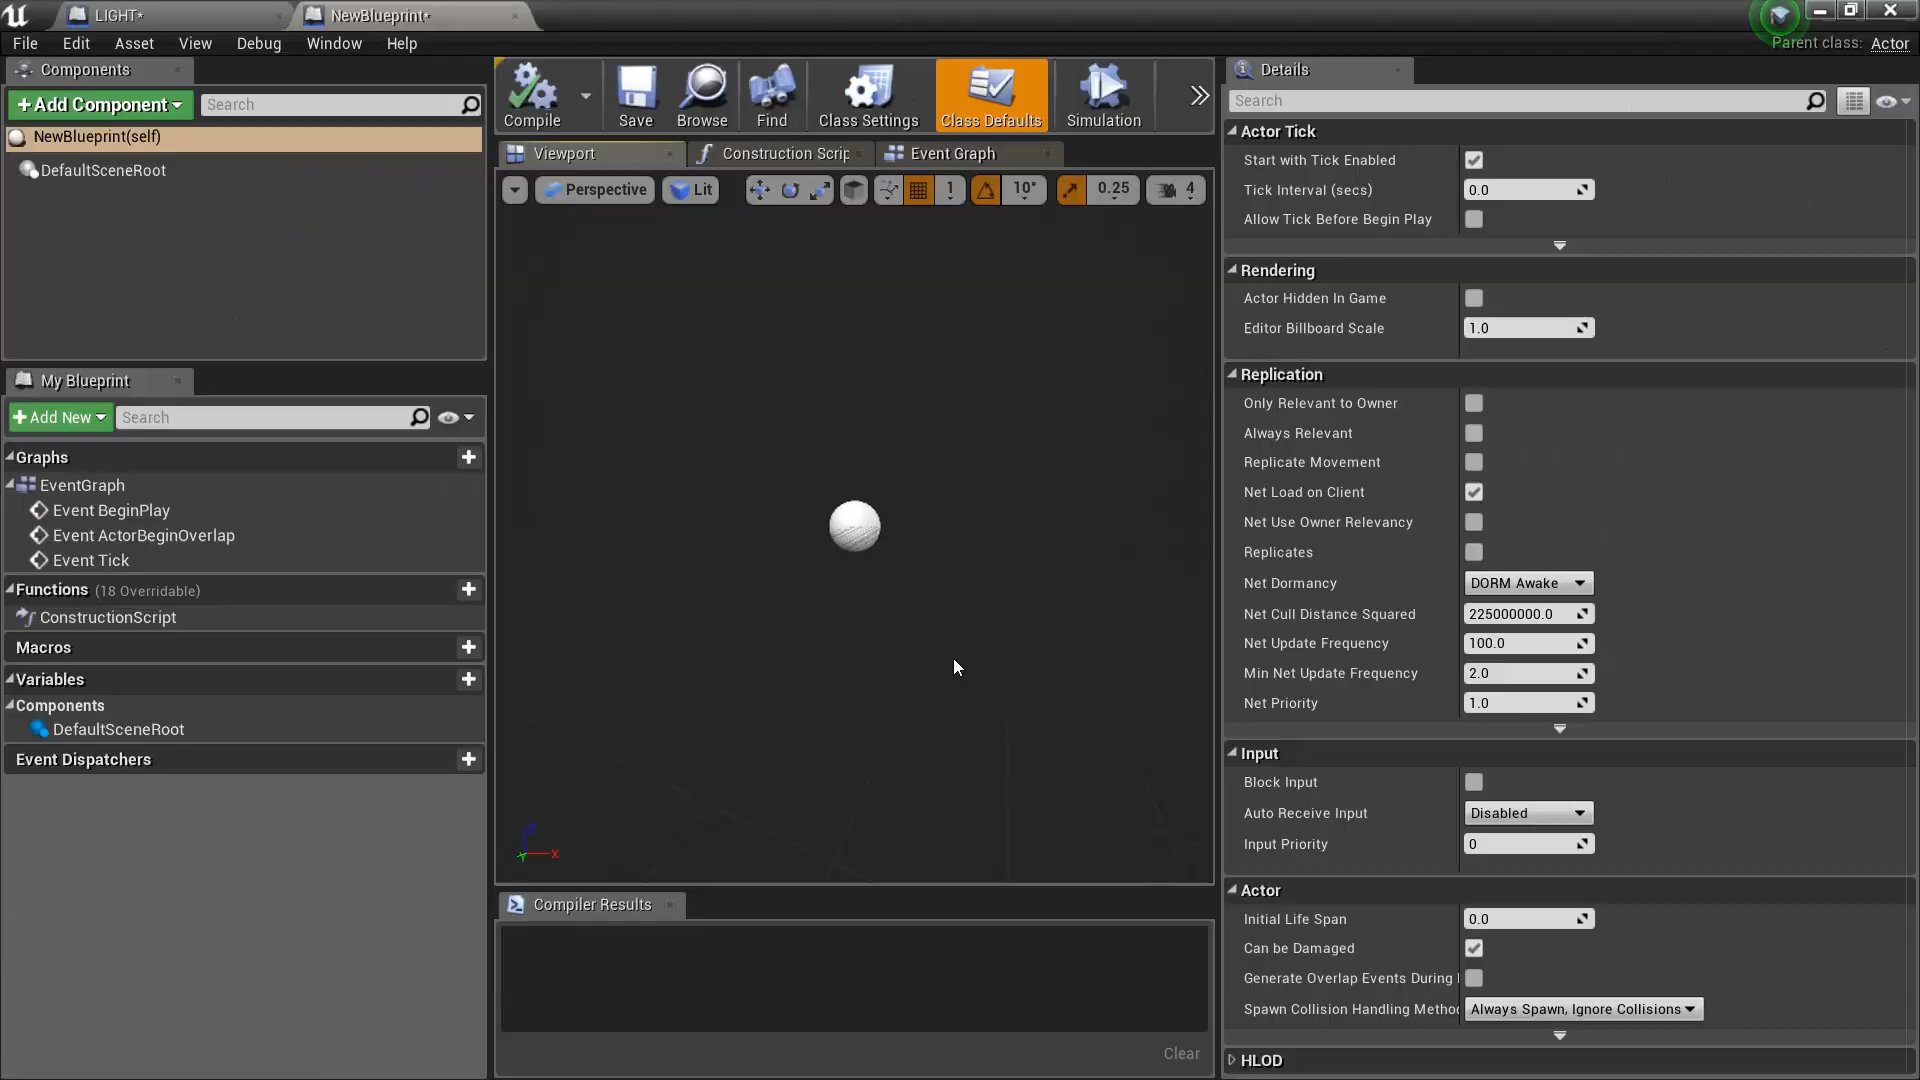 LIGHT*
NewBlueprint*
File Edit Asset View Debug Window Help
Parent class: Actor
Components
+Add Component
Search
NewBlueprint(self)
DefaultSceneRoot
My Blueprint
+Add New
Search
Graphs
EventGraph
Event BeginPlay
Event ActorBeginOverlap
Event Tick
Functions (18 Overridable)
ConstructionScript
Macros
Variables
Components
DefaultSceneRoot
Event Dispatchers
Compile
Save
Browse
Find
Class Settings
Class Defaults
Simulation
Viewport
Construction Scrip
Event Graph
Perspective
Lit
1
10°
0.25
4
Z
Y
X
Compiler Results
Clear
Details
Search
Actor Tick
Start with Tick Enabled
Tick Interval (secs) 0.0
Allow Tick Before Begin Play
Rendering
Actor Hidden In Game
Editor Billboard Scale 1.0
Replication
Only Relevant to Owner
Always Relevant
Replicate Movement
Net Load on Client
Net Use Owner Relevancy
Replicates
Net Dormancy DORM Awake
Net Cull Distance Squared 225000000.0
Net Update Frequency 100.0
Min Net Update Frequency 2.0
Net Priority 1.0
Input
Block Input
Auto Receive Input Disabled
Input Priority 0
Actor
Initial Life Span 0.0
Can be Damaged
Generate Overlap Events During
Spawn Collision Handling Metho Always Spawn, Ignore Collisions
HLOD